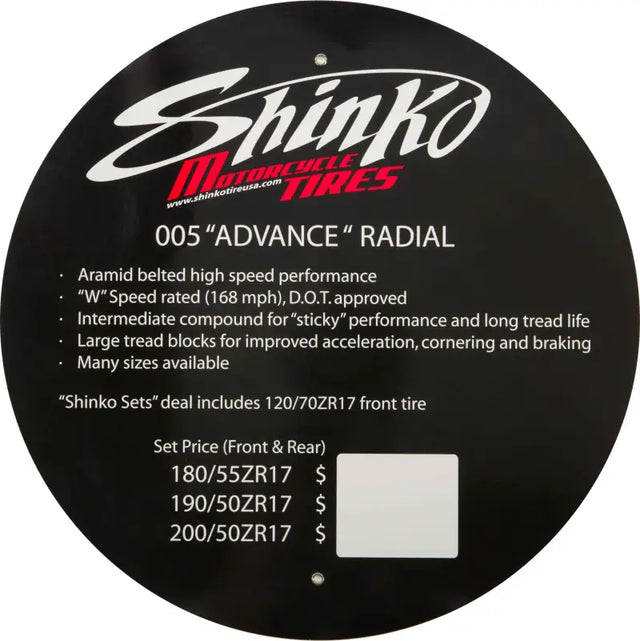 Shinko
MOTORCYCLE
TIRES
www.shinkotireusa.com
005 “ADVANCE“ RADIAL
· Aramid belted high speed performance
· “W” Speed rated (168 mph), D.O.T. approved
· Intermediate compound for “sticky” performance and long tread life
· Large tread blocks for improved acceleration, cornering and braking
· Many sizes available
“Shinko Sets” deal includes 120/70ZR17 front tire
Set Price (Front & Rear)
180/55ZR17 $
190/50ZR17 $
200/50ZR17 $